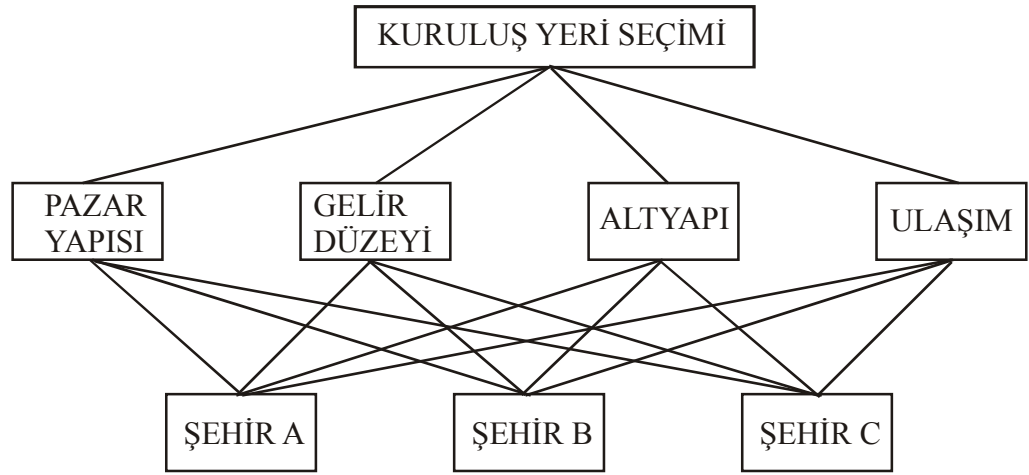 KURULUŞ YERİ SEÇİMİ
PAZAR
YAPISI
GELİR
DÜZEYİ
ALTYAPI
ULAŞIM
ŞEHİR A
ŞEHİR B
ŞEHİR C